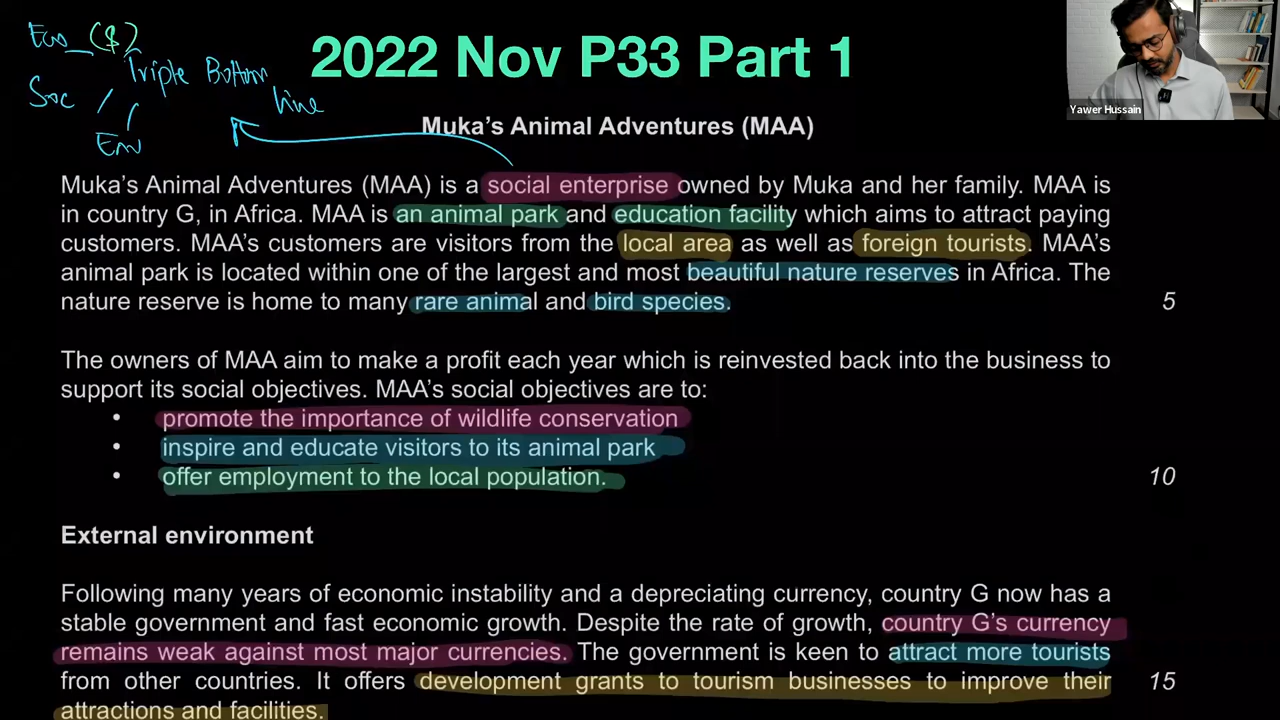 Eco ($)
2022 Nov P33 Part 1
Triple Bottom
Line
Soc
Env
Yawer Hussain
Muka's Animal Adventures (MAA)
Muka's Animal Adventures (MAA) is a social enterprise owned by Muka and her family. MAA is
in country G, in Africa. MAA is an animal park and education facility which aims to attract paying
customers. MAA's customers are visitors from the local area as well as foreign tourists. MAA's
animal park is located within one of the largest and most beautiful nature reserves in Africa. The
nature reserve is home to many rare animal and bird species. 5
The owners of MAA aim to make a profit each year which is reinvested back into the business to
support its social objectives. MAA's social objectives are to:
• promote the importance of wildlife conservation
• inspire and educate visitors to its animal park
• offer employment to the local population. 10
External environment
Following many years of economic instability and a depreciating currency, country G now has a
stable government and fast economic growth. Despite the rate of growth, country G's currency
remains weak against most major currencies. The government is keen to attract more tourists
from other countries. It offers development grants to tourism businesses to improve their 15
attractions and facilities.